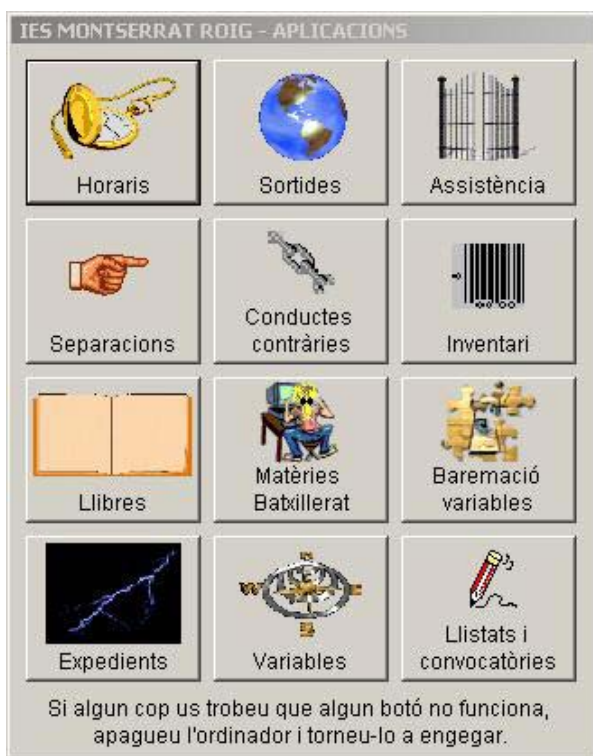 IES MONTSERRAT ROIG - APLICACIONS
Horaris
Sortides
Assistència
Separacions
Conductes
contràries
Inventari
Llibres
Matèries
Batxillerat
Baremació
variables
Expedients
Variables
Llistats i
convocatòries
Si algun cop us trobeu que algun botó no funciona,
apagueu l'ordinador i torneu-lo a engegar.